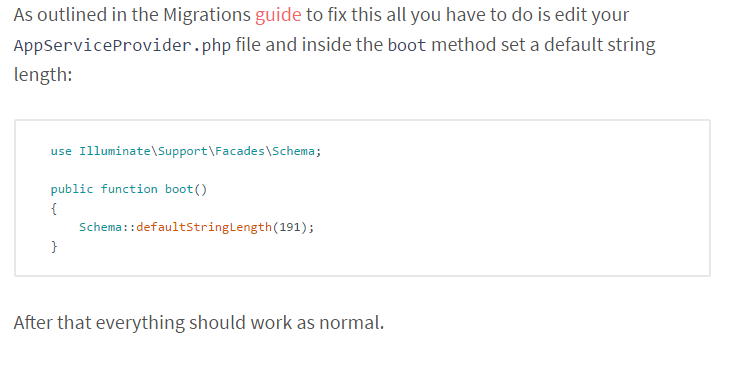 As outlined in the Migrations guide to fix this all you have to do is edit your
AppServiceProvider.php file and inside the boot method set a default string
length:
use Illuminate\Support\Facades\Schema;
public function boot()
{
    Schema::defaultStringLength(191);
}
After that everything should work as normal.